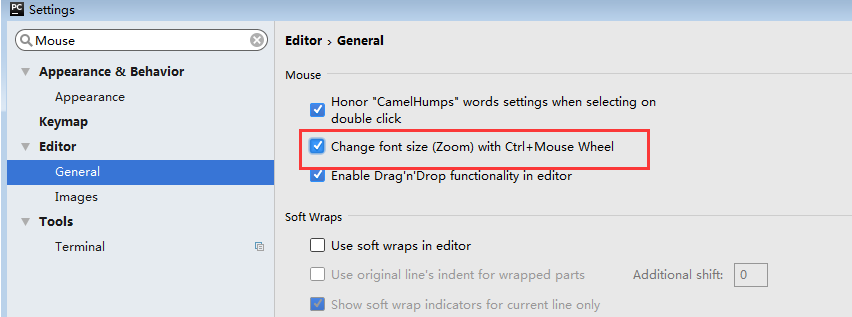 PC Settings
Mouse
Appearance & Behavior
Appearance
Keymap
Editor
General
Images
Tools
Terminal
Editor › General
Mouse
Honor "CamelHumps" words settings when selecting on
double click
Change font size (Zoom) with Ctrl+Mouse Wheel
Enable Drag'n'Drop functionality in editor
Soft Wraps
Use soft wraps in editor
Use original line's indent for wrapped parts Additional shift: 0
Show soft wrap indicators for current line only